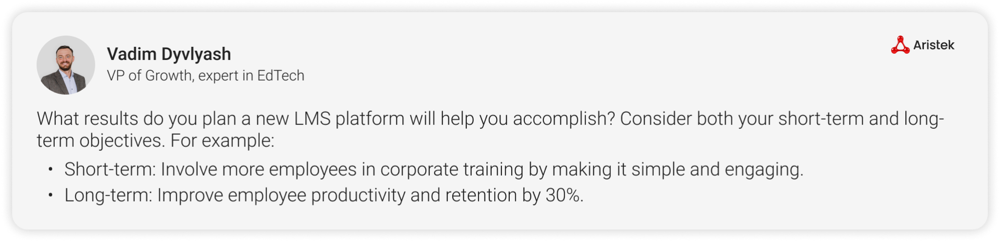 Vadim Dyvlyash
Aristek
VP of Growth, expert in EdTech
What results do you plan a new LMS platform will help you accomplish? Consider both your short-term and long-
term objectives. For example:
• Short-term: Involve more employees in corporate training by making it simple and engaging.
• Long-term: Improve employee productivity and retention by 30%.